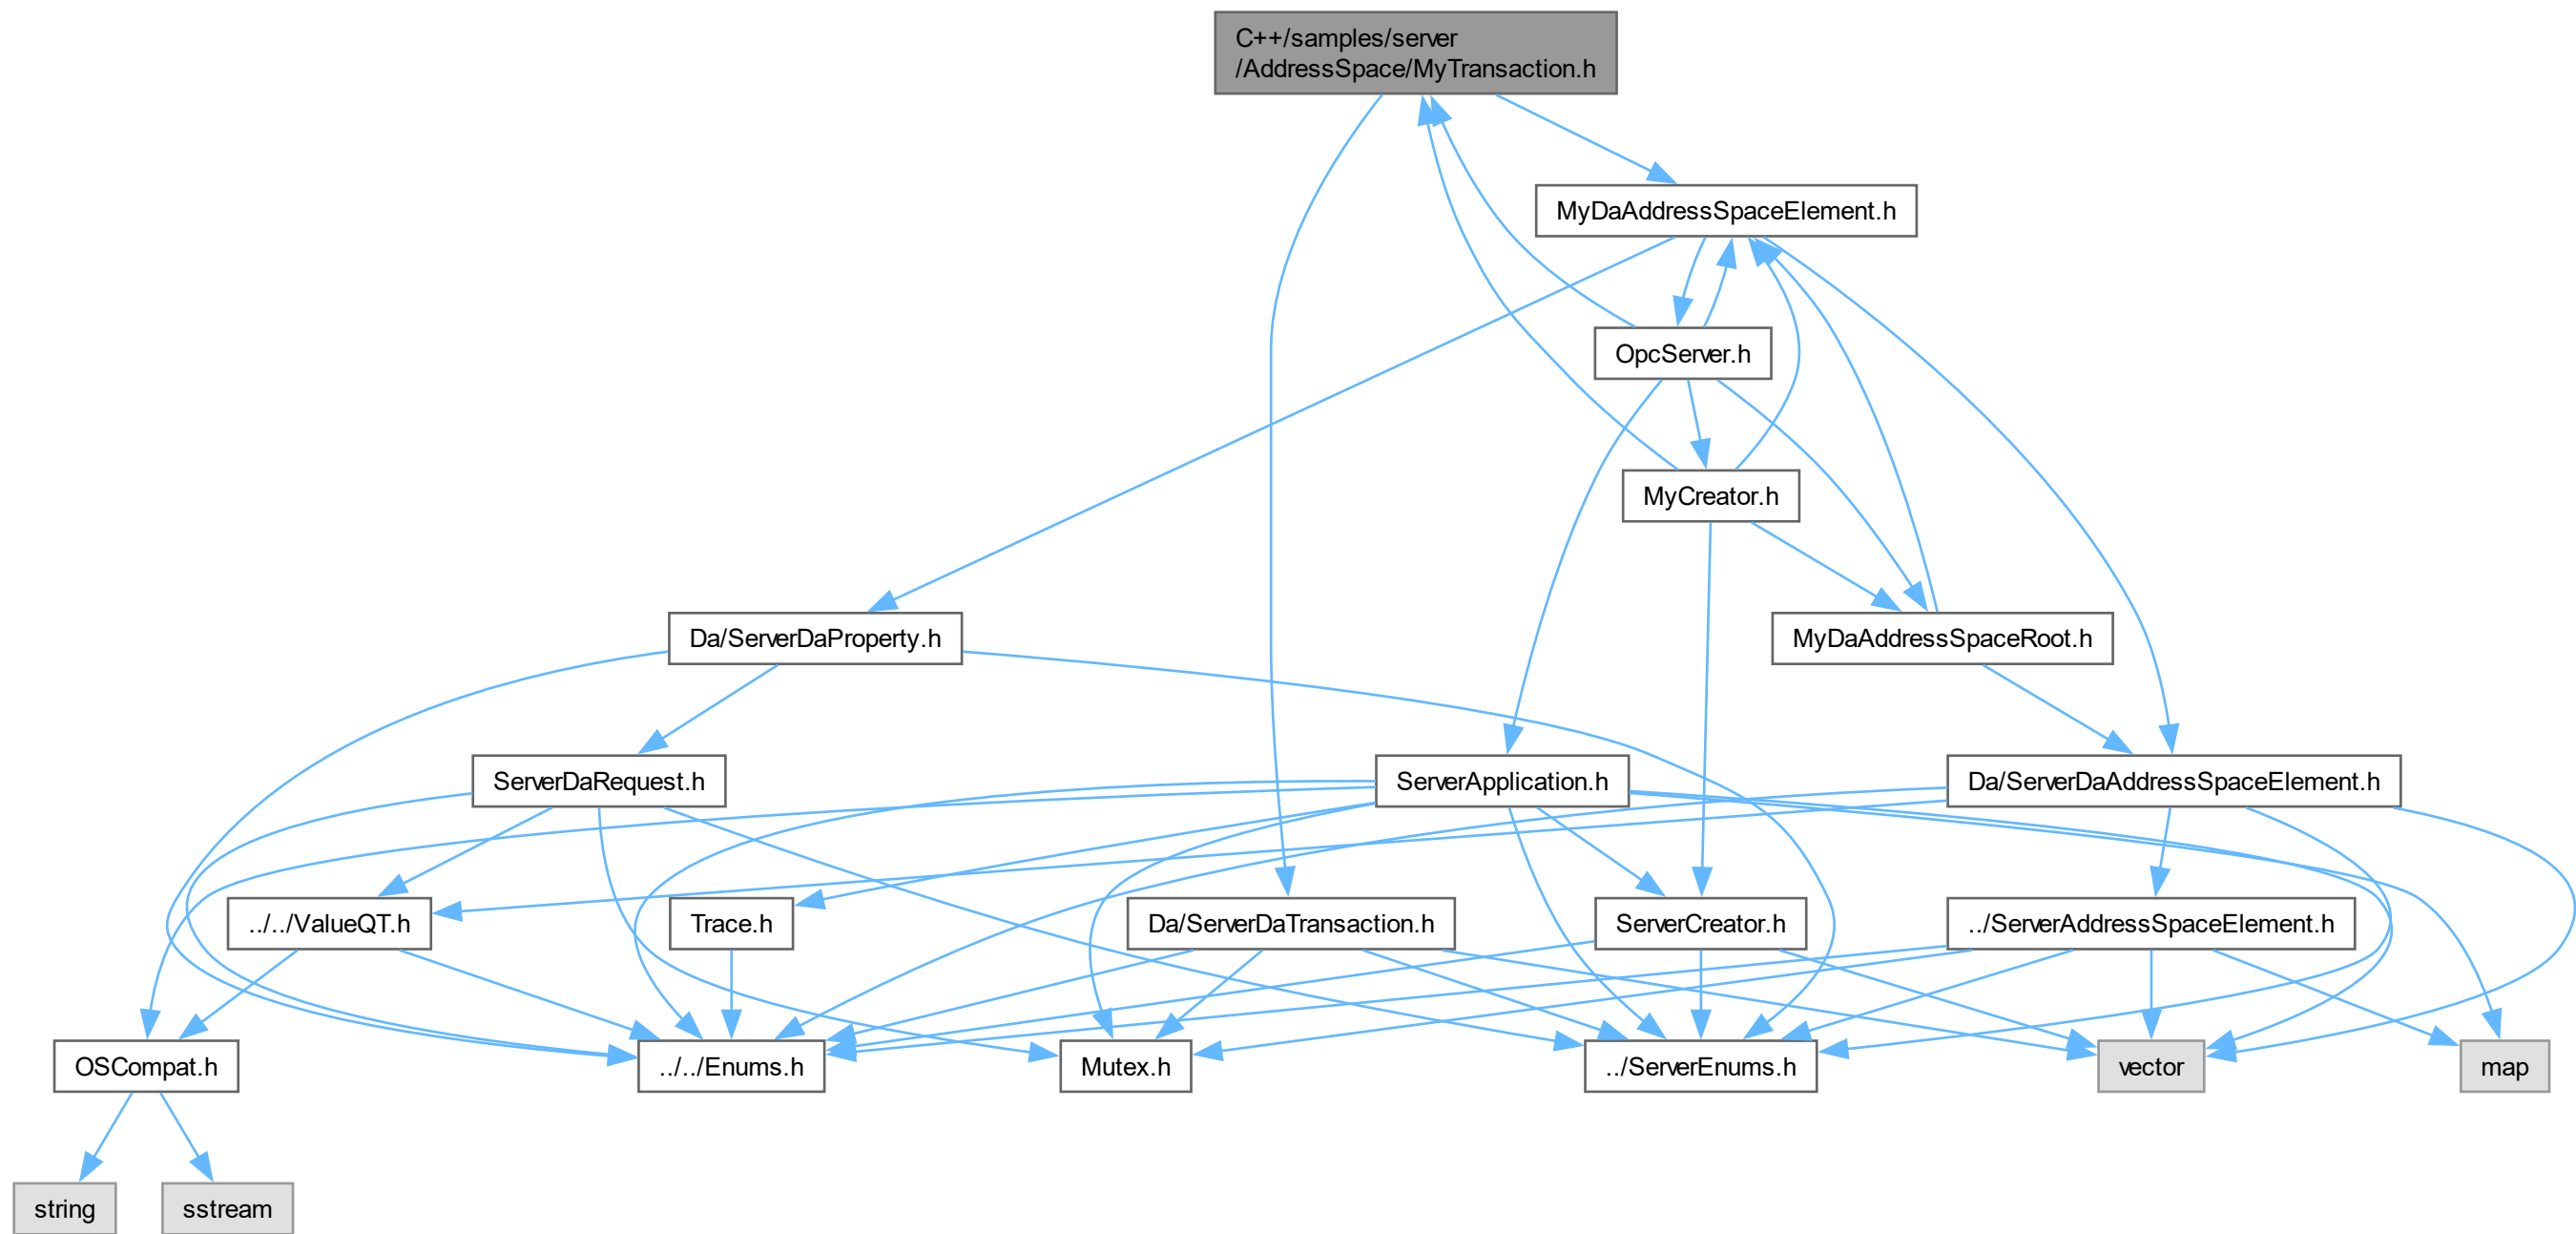 C++/samples/server
/AddressSpace/MyTransaction.h
MyDaAddressSpaceElement.h
OpcServer.h
MyCreator.h
Da/ServerDaProperty.h
MyDaAddressSpaceRoot.h
ServerDaRequest.h
ServerApplication.h
Da/ServerDaAddressSpaceElement.h
../../ValueQT.h
Trace.h
Da/ServerDaTransaction.h
ServerCreator.h
../ServerAddressSpaceElement.h
OSCompat.h
../../Enums.h
Mutex.h
../ServerEnums.h
vector
map
string
sstream